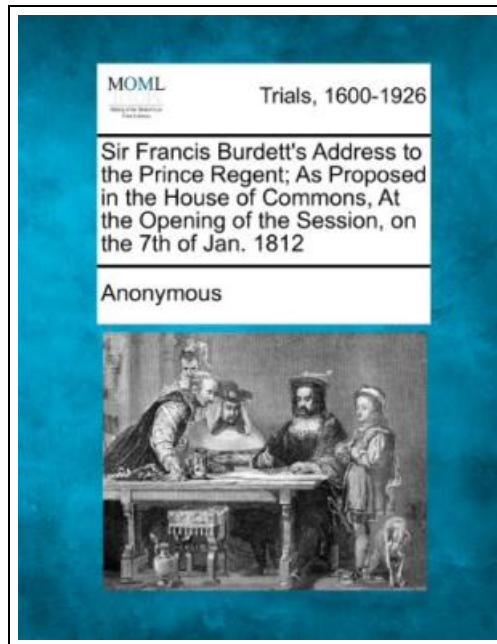 MOML
Trials, 1600-1926
Sir Francis Burdett's Address to
the Prince Regent; As Proposed
in the House of Commons, At
the Opening of the Session, on
the 7th of Jan. 1812
Anonymous